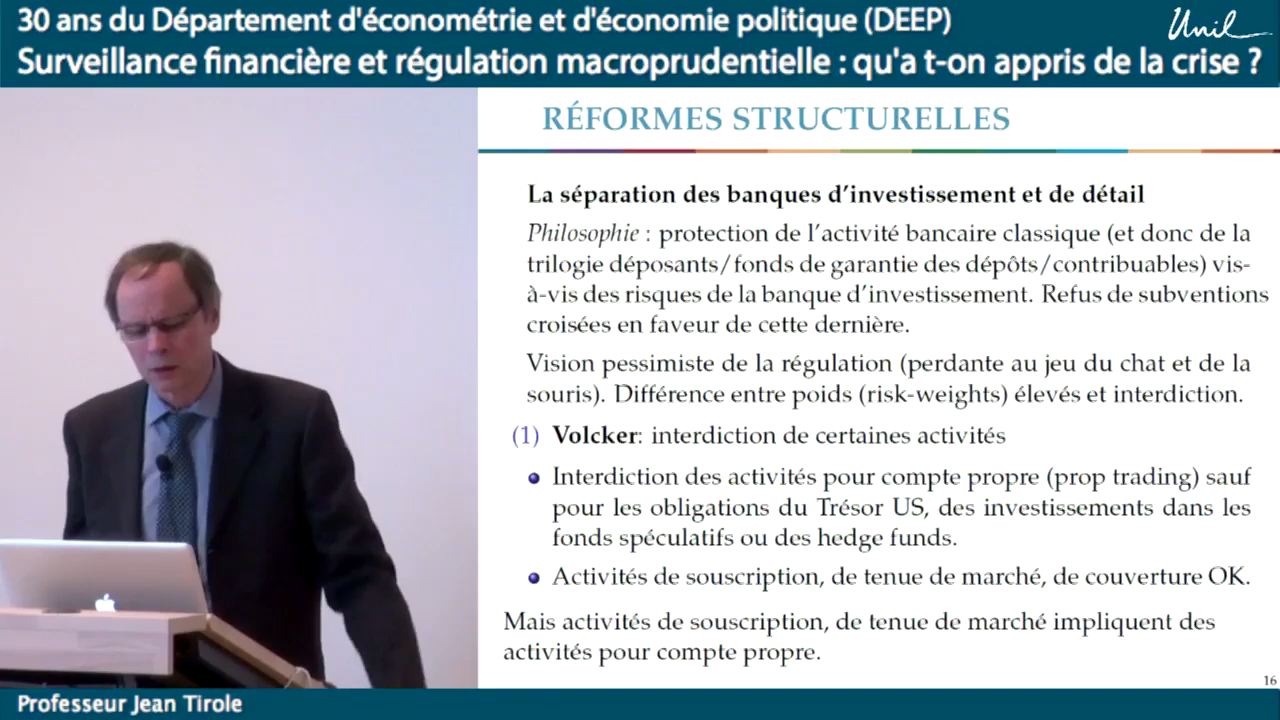 30 ans du Département d'économétrie et d'économie politique (DEEP)
Unil
Surveillance financière et régulation macroprudentielle : qu'a t-on appris de la crise ?
RÉFORMES STRUCTURELLES
La séparation des banques d'investissement et de détail
Philosophie : protection de l'activité bancaire classique (et donc de la
trilogie déposants/fonds de garantie des dépôts/contribuables) vis-
à-vis des risques de la banque d'investissement. Refus de subventions
croisées en faveur de cette dernière.
Vision pessimiste de la régulation (perdante au jeu du chat et de la
souris). Différence entre poids (risk-weights) élevés et interdiction.
(1) Volcker: interdiction de certaines activités
Interdiction des activités pour compte propre (prop trading) sauf
pour les obligations du Trésor US, des investissements dans les
fonds spéculatifs ou des hedge funds.
Activités de souscription, de tenue de marché, de couverture OK.
Mais activités de souscription, de tenue de marché impliquent des
activités pour compte propre.
16
Professeur Jean Tirole